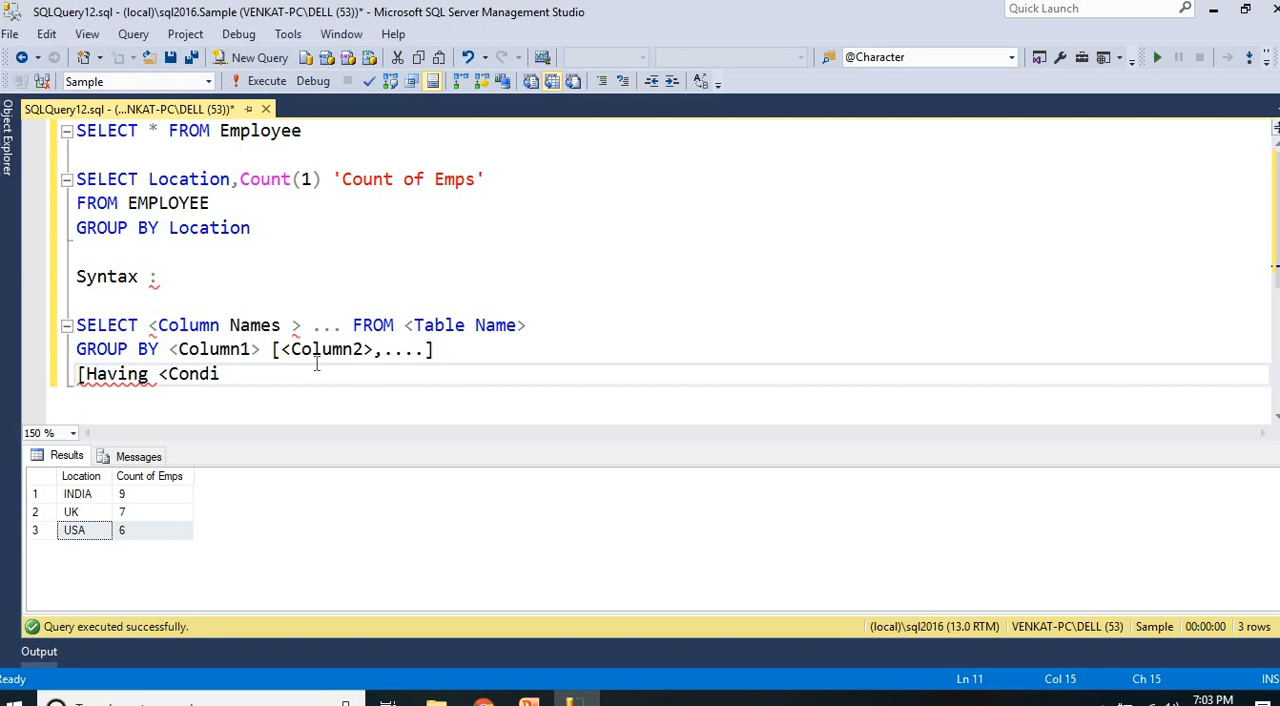 SQLQuery12.sql - (local)\sql2016.Sample (VENKAT-PC\DELL (53))* - Microsoft SQL Server Management Studio
Quick Launch
File Edit View Query Project Debug Tools Window Help
New Query
@Character
Sample
Execute Debug
SQLQuery12.sql - (...NKAT-PC\DELL (53))*
Object Explorer
SELECT * FROM Employee
SELECT Location,Count(1) 'Count of Emps'
FROM EMPLOYEE
GROUP BY Location
Syntax :
SELECT <Column Names > ... FROM <Table Name>
GROUP BY <Column1> [<Column2>,....]
[Having <Condi
150 %
Results Messages
Location Count of Emps
1 INDIA 9
2 UK 7
3 USA 6
Query executed successfully.
(local)\sql2016 (13.0 RTM) VENKAT-PC\DELL (53) Sample 00:00:00 3 rows
Output
Ready Ln 11 Col 15 Ch 15 INS
7:03 PM